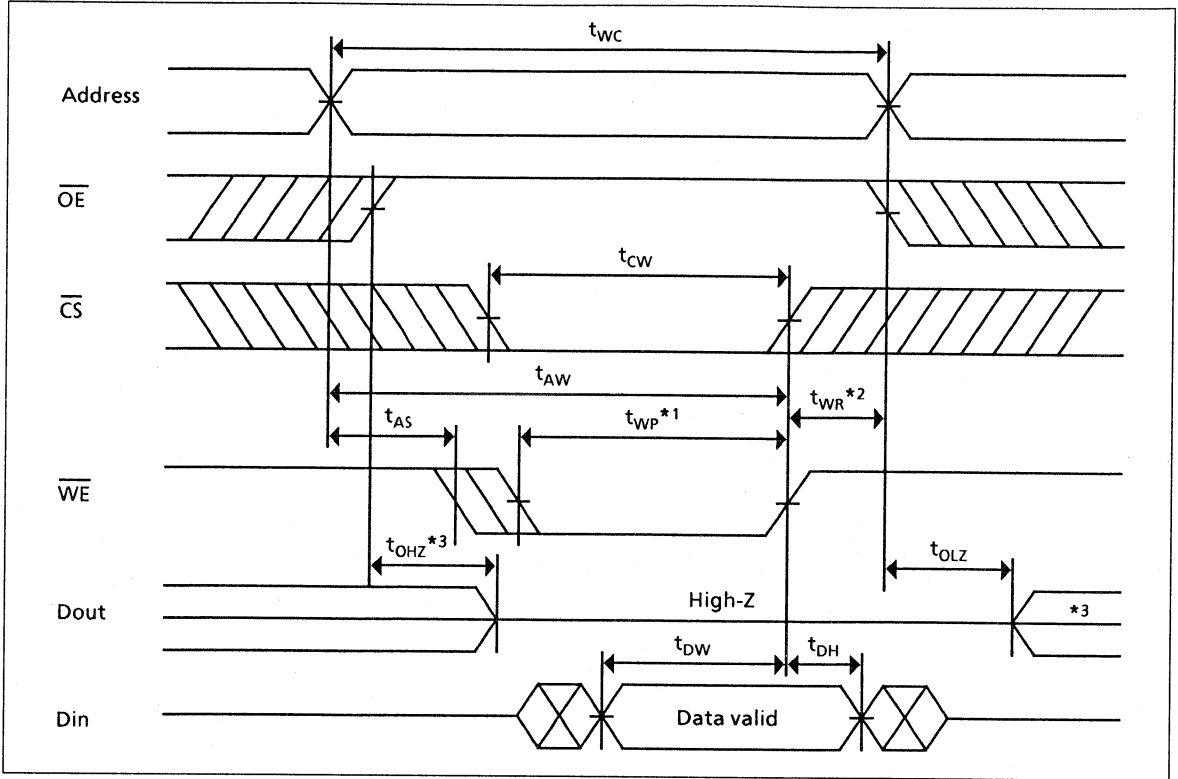 tWC
Address
OE
tCW
CS
tAW
tAS
tWP*1
tWR*2
WE
tOHZ*3
tOLZ
Dout
High-Z
*3
tDW
tDH
Din
Data valid